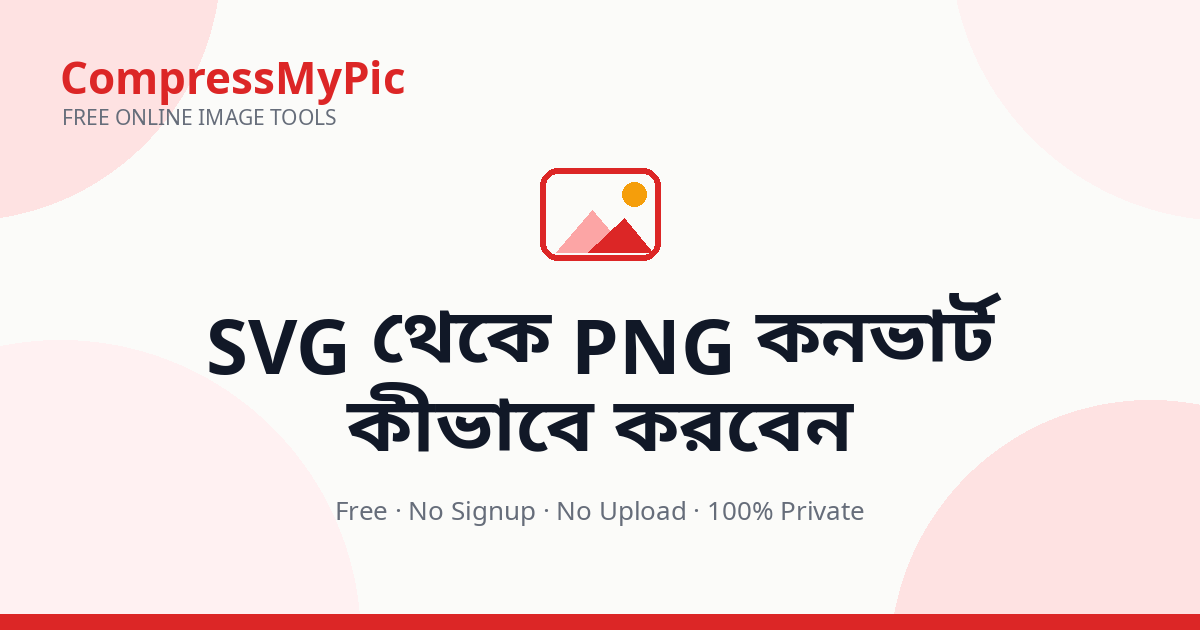 CompressMyPic
FREE ONLINE IMAGE TOOLS
SVG থেকে PNG কনভার্ট
কীভাবে করবেন
Free · No Signup · No Upload · 100% Private